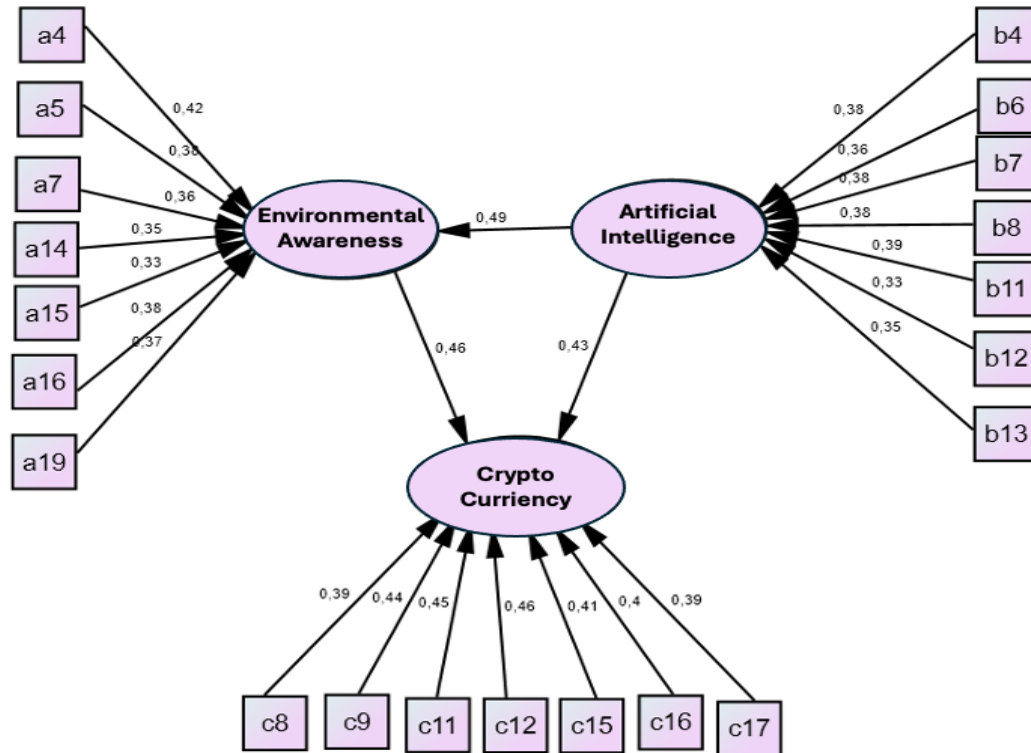 a4
b4
a5
0,42
0,38
b6
0,38
0,36
b7
a7
0,36
0,38
Environmental
Awareness
0,49
Artificial
Intelligence
0,38
b8
a14
0,35
0,39
b11
a15
0,33
0,33
0,38
0,35
b12
a16
0,37
0,46
0,43
b13
a19
Crypto
Curriency
0,39
0,44
0,45
0,46
0,41
0,4
0,39
c8
c9
c11
c12
c15
c16
c17